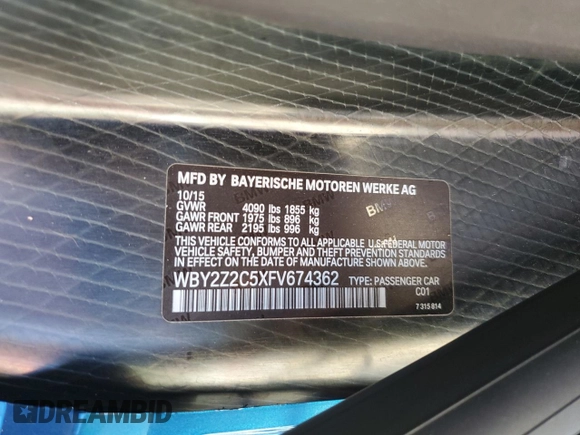 MFD BY BAYERISCHE MOTOREN WERKE AG
10/15
GVWR 4090 lbs 1855 kg
GAWR FRONT 1975 lbs 896 kg
GAWR REAR 2195 lbs 996 kg
THIS VEHICLE CONFORMS TO ALL APPLICABLE U.S. FEDERAL MOTOR
VEHICLE SAFETY, BUMPER AND THEFT PREVENTION STANDARDS
IN EFFECT ON THE DATE OF MANUFACTURE SHOWN ABOVE.
WBY2Z2C5XFV674362 TYPE: PASSENGER CAR
C01
7 315 814
DREAMBID